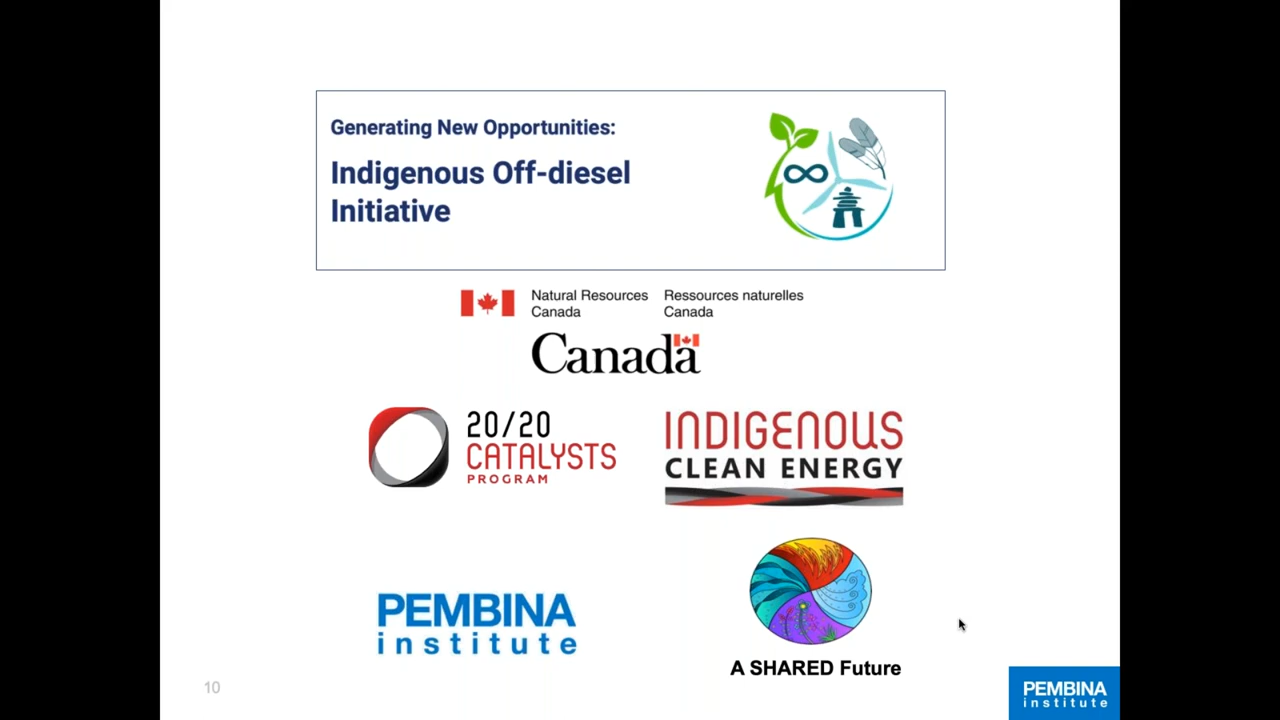 Generating New Opportunities:
Indigenous Off-diesel
Initiative
Natural Resources
Canada
Ressources naturelles
Canada
Canada
20/20
CATALYSTS
PROGRAM
INDIGENOUS
CLEAN ENERGY
PEMBINA
institute
A SHARED Future
10
PEMBINA
institute